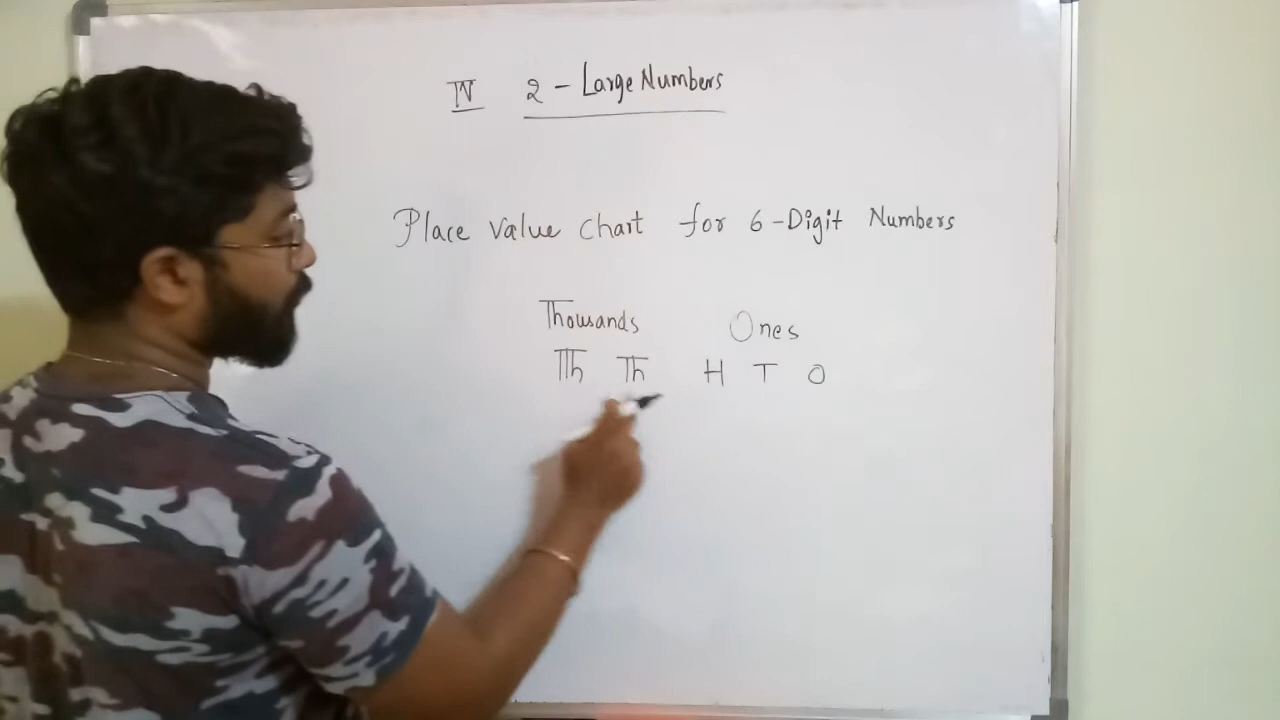 IV 2 - Large Numbers
Place Value Chart for 6-Digit Numbers
Thousands Ones
TTh Th H T O